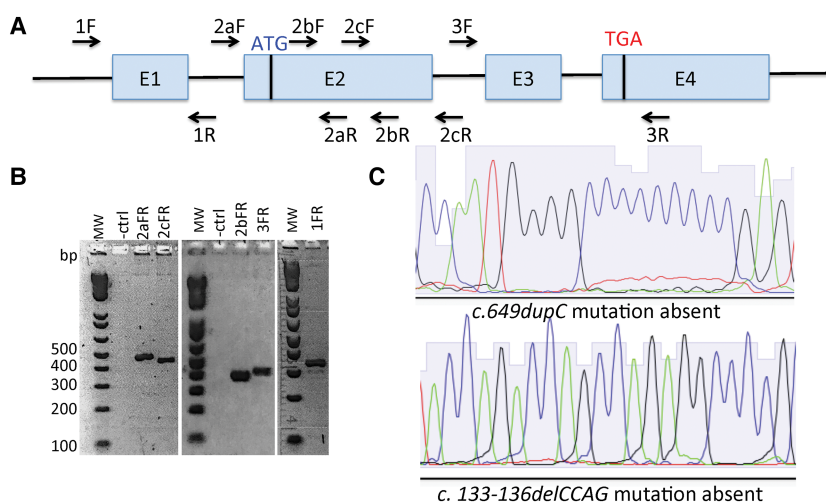 A
1F
2aF
2bF
2cF
3F
ATG
TGA
E1
E2
E3
E4
1R
2aR
2bR
2cR
3R
B
MW
-ctrl
2aFR
2cFR
MW
-ctrl
2bFR
3FR
MW
1FR
bp
500
400
300
200
100
C
c.649dupC mutation absent
c. 133-136delCCAG mutation absent